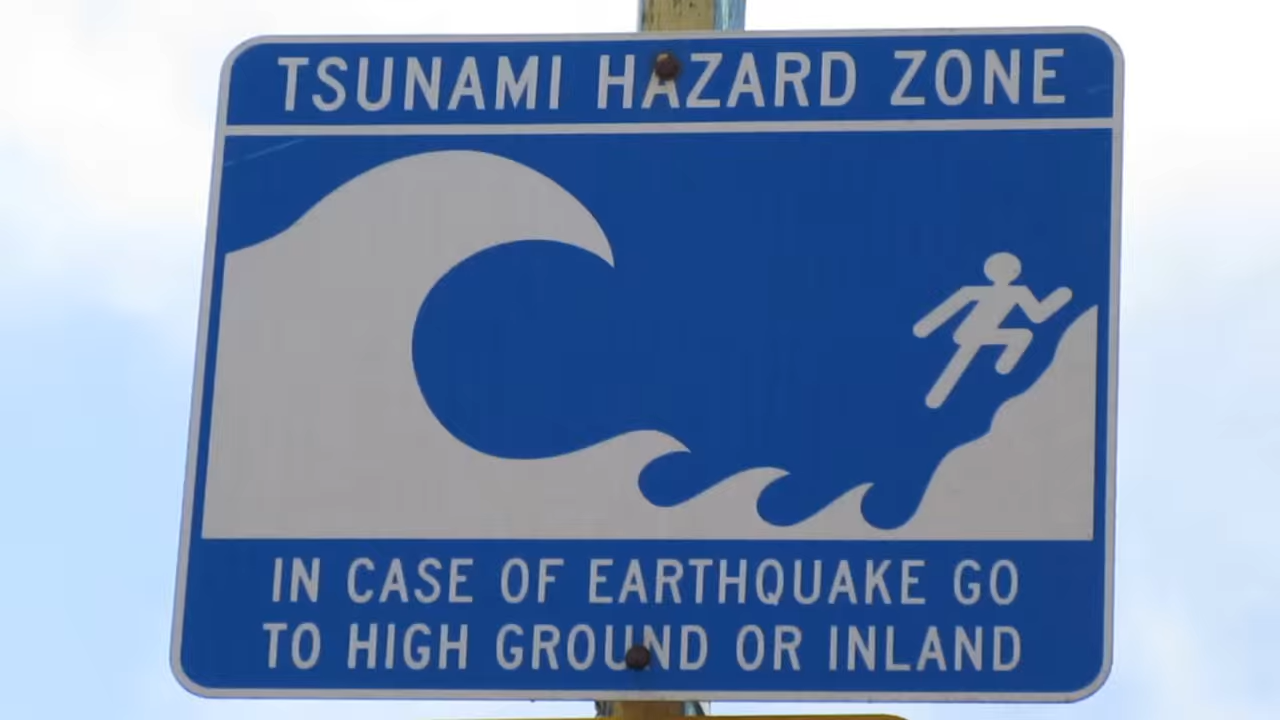 TSUNAMI HAZARD ZONE
IN CASE OF EARTHQUAKE GO
TO HIGH GROUND OR INLAND